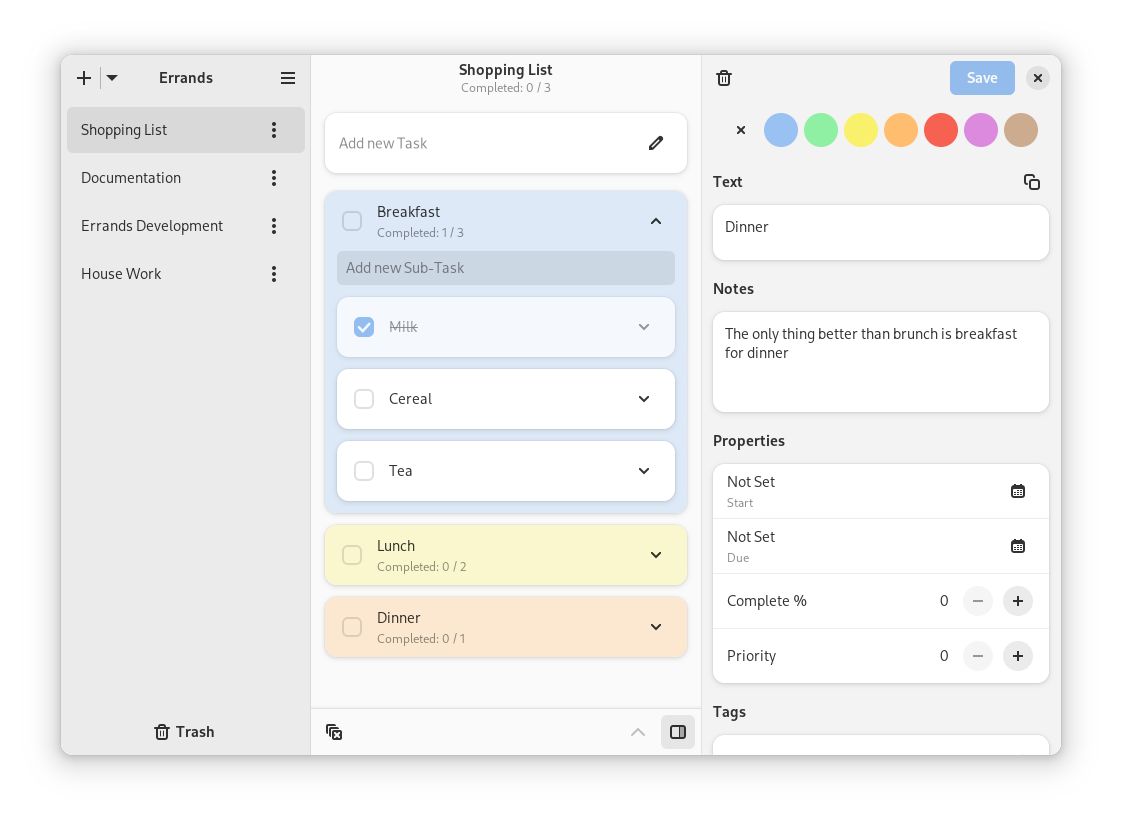 Errands
Shopping List
Documentation
Errands Development
House Work
Trash
Shopping List
Completed: 0 / 3
Add new Task
Breakfast
Completed: 1 / 3
Add new Sub-Task
Milk
Cereal
Tea
Lunch
Completed: 0 / 2
Dinner
Completed: 0 / 1
Save
Text
Dinner
Notes
The only thing better than brunch is breakfast
for dinner
Properties
Not Set
Start
Not Set
Due
Complete % 0
Priority 0
Tags